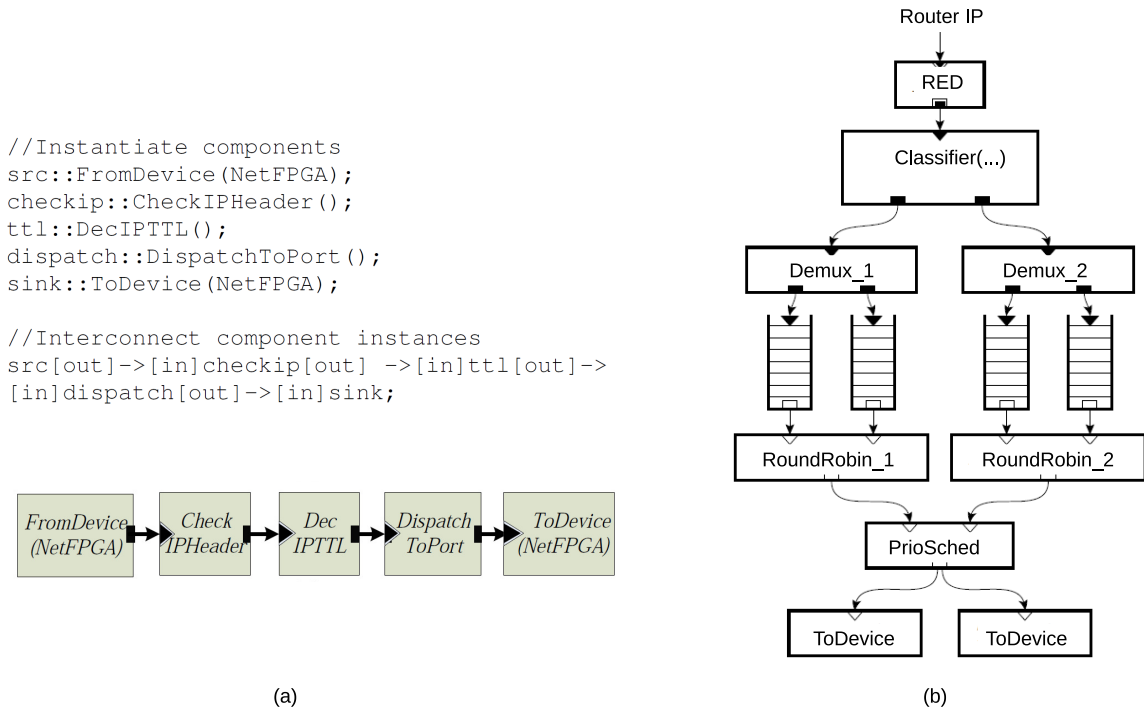 //Instantiate components
src::FromDevice(NetFPGA);
checkip::CheckIPHeader();
ttl::DecIPTTL();
dispatch::DispatchToPort();
sink::ToDevice(NetFPGA);
//Interconnect component instances
src[out]->[in]checkip[out] ->[in]ttl[out]->
[in]dispatch[out]->[in]sink;
FromDevice
(NetFPGA)
Check
IPHeader
Dec
IPTTL
Dispatch
ToPort
ToDevice
(NetFPGA)
(a)
Router IP
RED
Classifier(...)
Demux_1
Demux_2
RoundRobin_1
RoundRobin_2
PrioSched
ToDevice
ToDevice
(b)